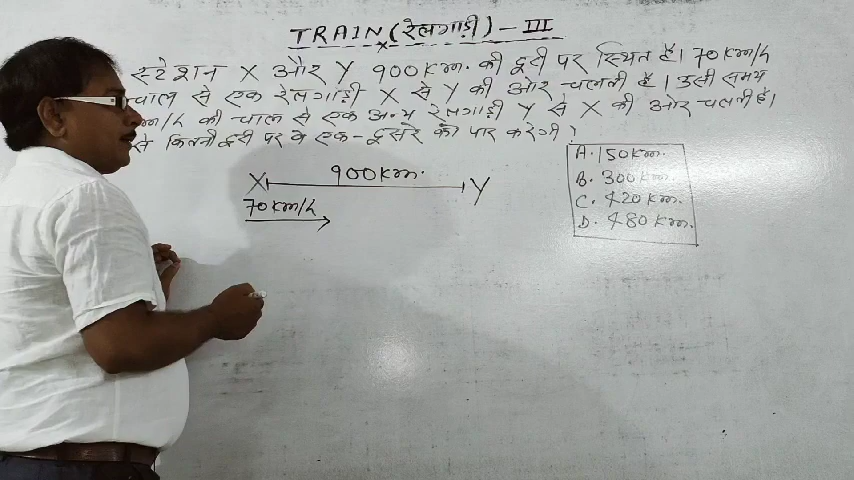 TRAIN (रेलगाड़ी) - III
स्टेशन X और Y 900 Km. की दूरी पर स्थित है। 70 Km/h
चाल से एक रेलगाड़ी X से Y की ओर चलती है। उसी समय
Km/h की चाल से एक अन्य रेलगाड़ी Y से X की ओर चलती है।
से कितनी दूरी पर वे एक-दूसरे को पार करेगी?
A. 150 Km.
B. 300 Km.
C. 420 Km.
D. 480 Km.
X 900 Km. Y
70 Km/h